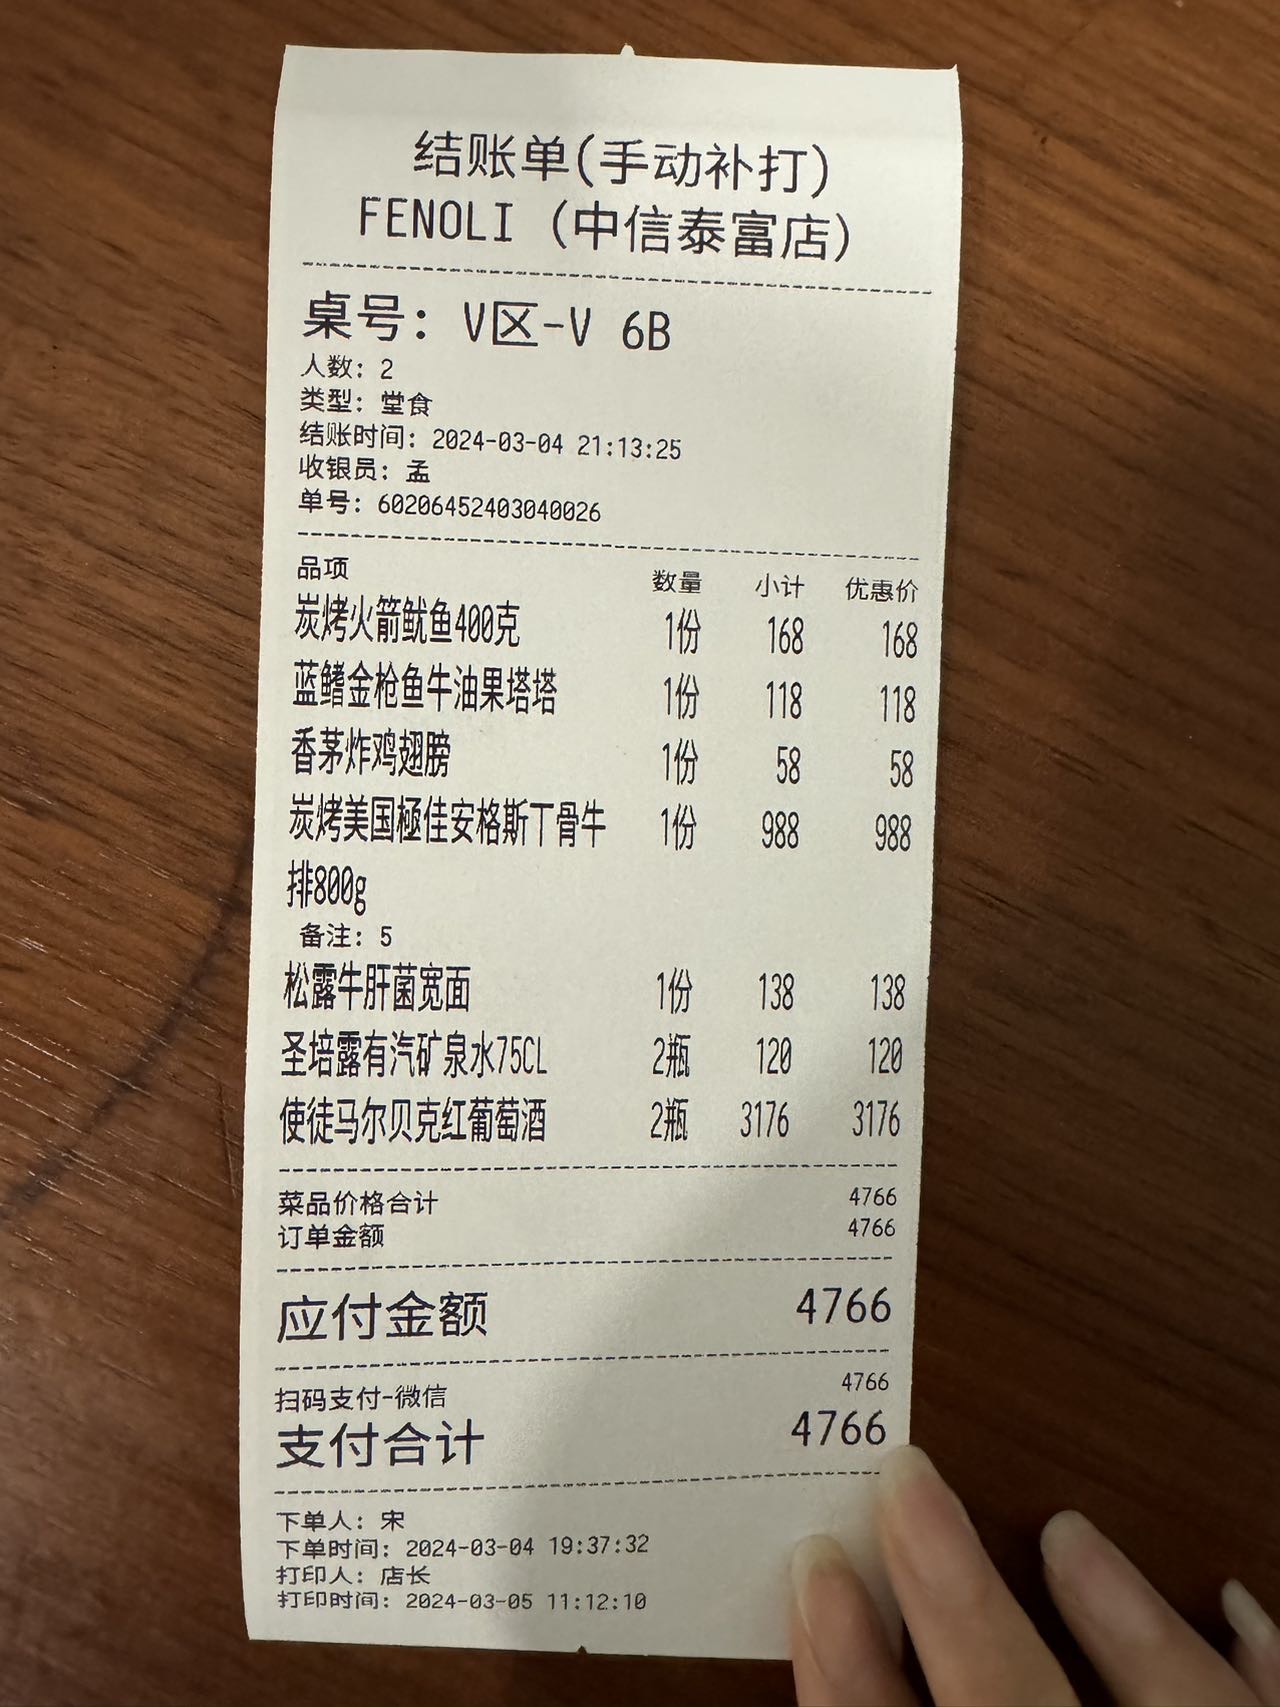 结账单(手动补打)
FENOLI (中信泰富店)
桌号: V区-V 6B
人数: 2
类型: 堂食
结账时间: 2024-03-04 21:13:25
收银员: 孟
单号: 60206452403040026
品项 数量 小计 优惠价
炭烤火箭鱿鱼400克 1份 168 168
蓝鳍金枪鱼牛油果塔塔 1份 118 118
香茅炸鸡翅膀 1份 58 58
炭烤美国極佳安格斯丁骨牛 1份 988 988
排800g
备注: 5
松露牛肝菌宽面 1份 138 138
圣培露有汽矿泉水75CL 2瓶 120 120
使徒马尔贝克红葡萄酒 2瓶 3176 3176
菜品价格合计 4766
订单金额 4766
应付金额 4766
扫码支付-微信 4766
支付合计 4766
下单人: 宋
下单时间: 2024-03-04 19:37:32
打印人: 店长
打印时间: 2024-03-05 11:12:10